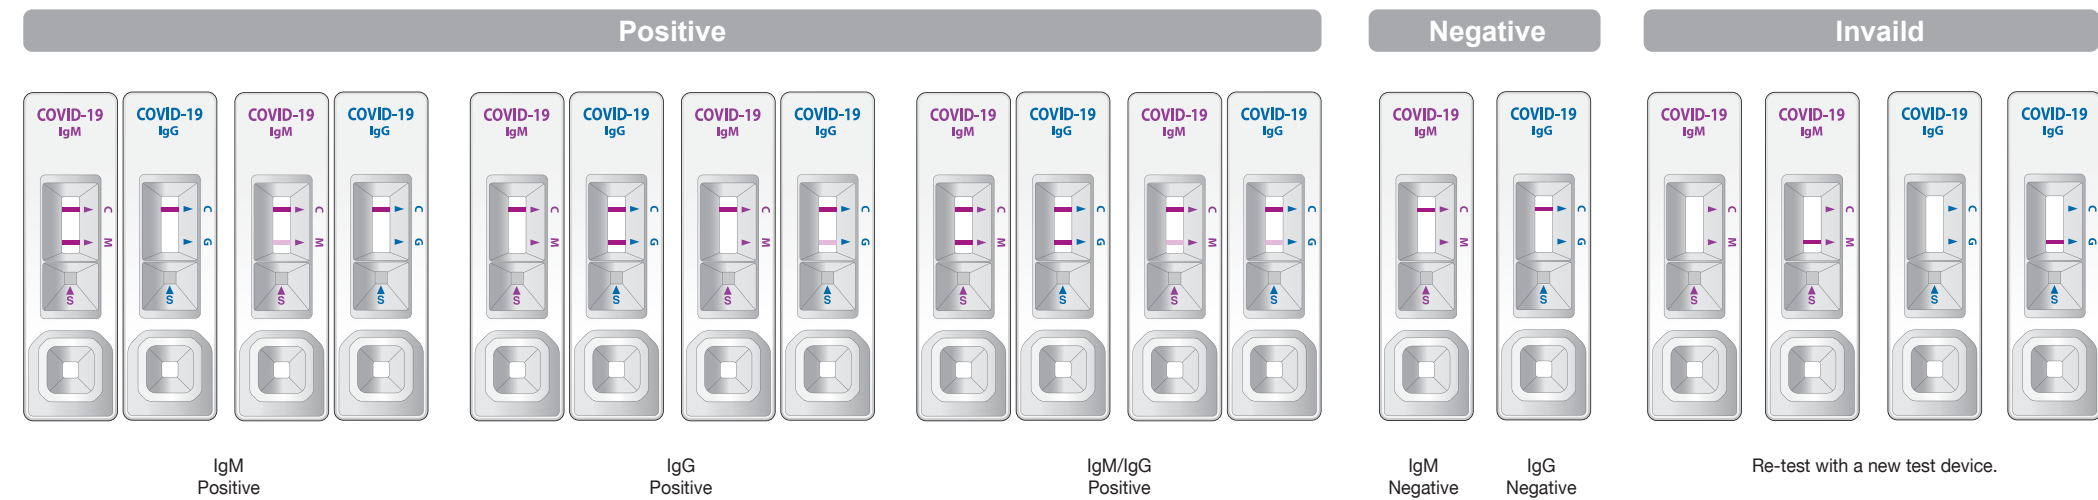 Positive Negative Invaild
COVID-19 COVID-19 COVID-19 COVID-19 COVID-19 COVID-19 COVID-19 COVID-19 COVID-19 COVID-19 COVID-19 COVID-19 COVID-19 COVID-19 COVID-19 COVID-19 COVID-19 COVID-19
IgM IgG IgM IgG IgM IgG IgM IgG IgM IgG IgM IgG IgM IgG IgM IgM IgG IgG
C C C C C C C C C C C C C C C C C C
M G M G M G M G M G M G M G M M G G
S S S S S S S S S S S S S S S S S S
IgM IgG IgM/IgG IgM IgG Re-test with a new test device.
Positive Positive Positive Negative Negative